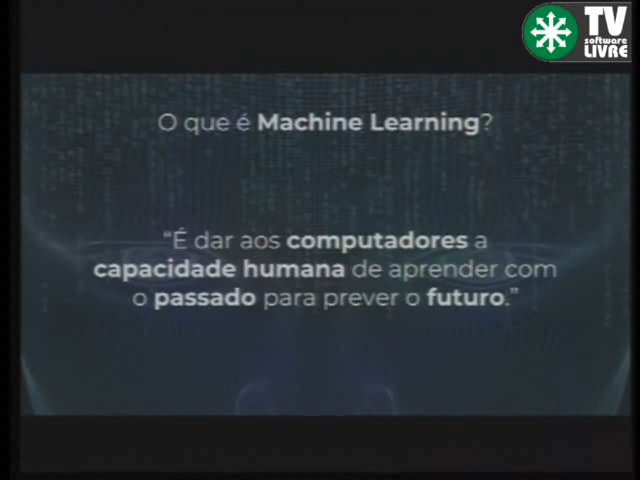 TV
software
LIVRE
O que é Machine Learning?
“É dar aos computadores a
capacidade humana de aprender com
o passado para prever o futuro.”